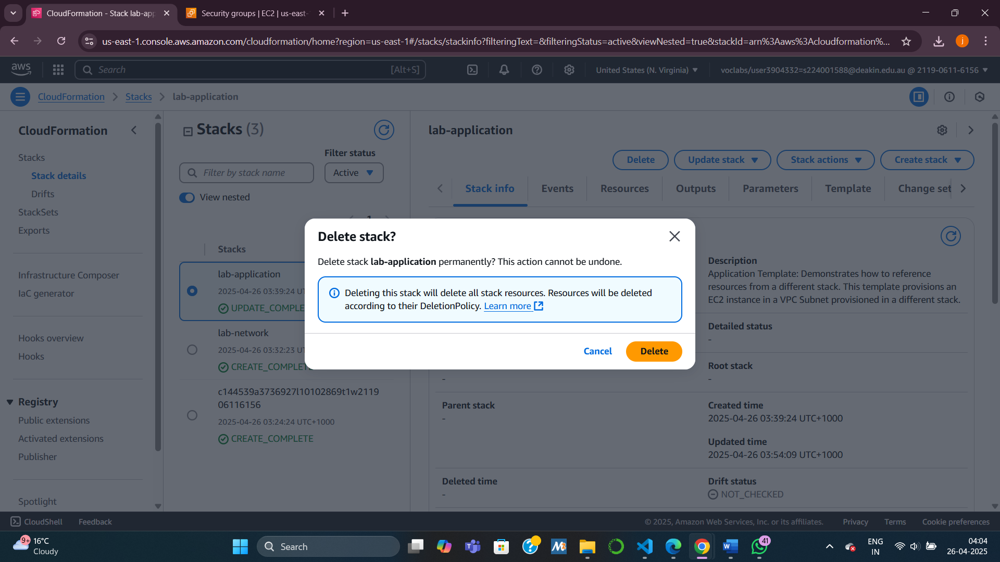 CloudFormation - Stack lab-app
Security groups | EC2 | us-east-
us-east-1.console.aws.amazon.com/cloudformation/home?region=us-east-1#/stacks/stackinfo?filteringText=&filteringStatus=active&viewNested=true&stackId=arn%3Aaws%3Acloudformation%...
j
aws
Search
[Alt+S]
United States (N. Virginia)
voclabs/user3904332=s224001588@deakin.edu.au @ 2119-0611-6156
CloudFormation
Stacks
lab-application
CloudFormation
Stacks
Stack details
Drifts
StackSets
Exports
Infrastructure Composer
IaC generator
Hooks overview
Hooks
Registry
Public extensions
Activated extensions
Publisher
Spotlight
Stacks (3)
Filter status
Filter by stack name
Active
View nested
1
Stacks
lab-application
2025-04-26 03:39:24 UT
UPDATE_COMPLE
lab-network
2025-04-26 03:32:23 UT
CREATE_COMPLETE
c144539a3736927l10102869t1w2119
06116156
2025-04-26 03:24:24 UTC+1000
CREATE_COMPLETE
lab-application
Delete
Update stack
Stack actions
Create stack
Stack info
Events
Resources
Outputs
Parameters
Template
Change set
Description
Application Template: Demonstrates how to reference
resources from a different stack. This template provisions an
EC2 instance in a VPC Subnet provisioned in a different stack.
Detailed status
-
Root stack
-
-
Parent stack
-
Created time
2025-04-26 03:39:24 UTC+1000
Updated time
2025-04-26 03:54:09 UTC+1000
Deleted time
-
Drift status
NOT_CHECKED
Delete stack?
Delete stack lab-application permanently? This action cannot be undone.
Deleting this stack will delete all stack resources. Resources will be deleted
according to their DeletionPolicy. Learn more
Cancel
Delete
CloudShell
Feedback
© 2025, Amazon Web Services, Inc. or its affiliates.
Privacy
Terms
Cookie preferences
9+
16°C
Cloudy
Search
41
ENG
IN
04:04
26-04-2025